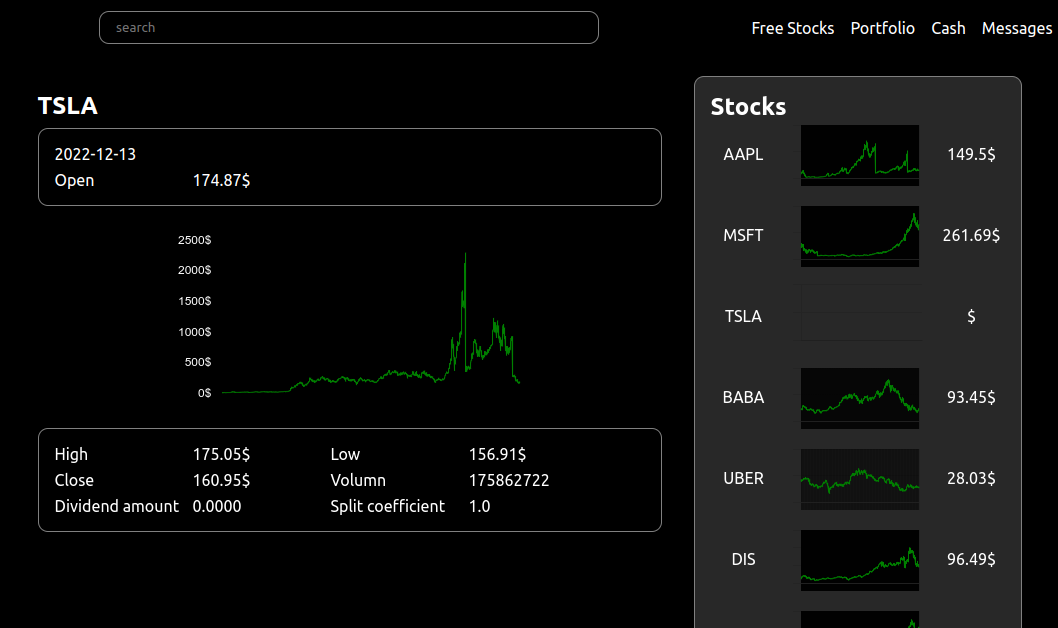 search
Free Stocks Portfolio Cash Messages
TSLA
2022-12-13
Open 174.87$
2500$
2000$
1500$
1000$
500$
0$
High 175.05$ Low 156.91$
Close 160.95$ Volumn 175862722
Dividend amount 0.0000 Split coefficient 1.0
Stocks
AAPL 149.5$
MSFT 261.69$
TSLA $
BABA 93.45$
UBER 28.03$
DIS 96.49$